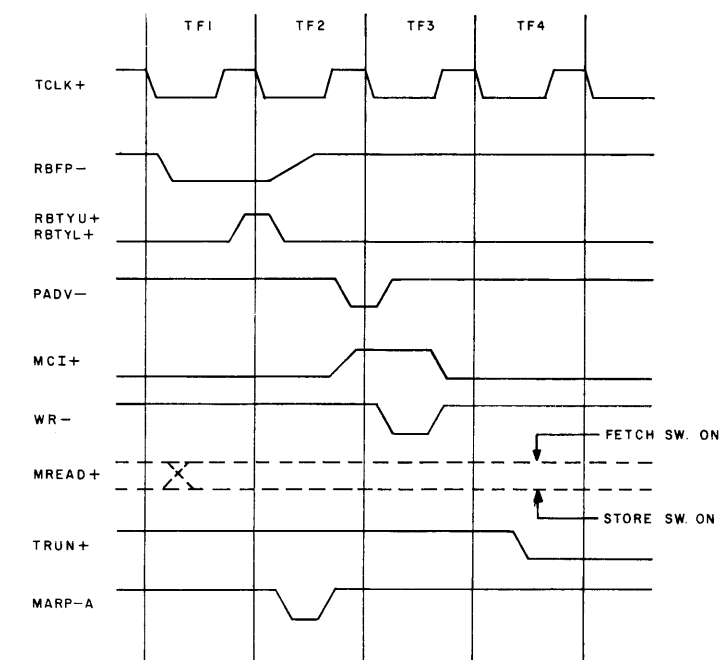 TF1 TF2 TF3 TF4
TCLK+
RBFP-
RBTYU+
RBTYL+
PADV-
MCI+
WR-
FETCH SW. ON
MREAD+
STORE SW. ON
TRUN+
MARP-A